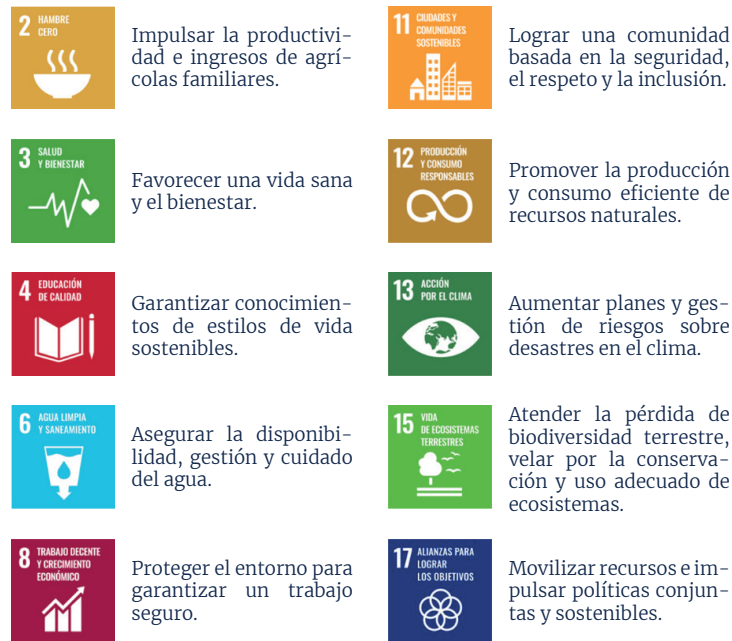 2 HAMBRE
CERO
Impulsar la productivi-
dad e ingresos de agrí-
colas familiares.
3 SALUD
Y BIENESTAR
Favorecer una vida sana
y el bienestar.
4 EDUCACIÓN
DE CALIDAD
Garantizar conocimien-
tos de estilos de vida
sostenibles.
6 AGUA LIMPIA
Y SANEAMIENTO
Asegurar la disponibi-
lidad, gestión y cuidado
del agua.
8 TRABAJO DECENTE
Y CRECIMIENTO
ECONÓMICO
Proteger el entorno para
garantizar un trabajo
seguro.
11 CIUDADES Y
COMUNIDADES
SOSTENIBLES
Lograr una comunidad
basada en la seguridad,
el respeto y la inclusión.
12 PRODUCCIÓN
Y CONSUMO
RESPONSABLES
Promover la producción
y consumo eficiente de
recursos naturales.
13 ACCIÓN
POR EL CLIMA
Aumentar planes y ges-
tión de riesgos sobre
desastres en el clima.
15 VIDA
DE ECOSISTEMAS
TERRESTRES
Atender la pérdida de
biodiversidad terrestre,
velar por la conserva-
ción y uso adecuado de
ecosistemas.
17 ALIANZAS PARA
LOGRAR
LOS OBJETIVOS
Movilizar recursos e im-
pulsar políticas conjun-
tas y sostenibles.